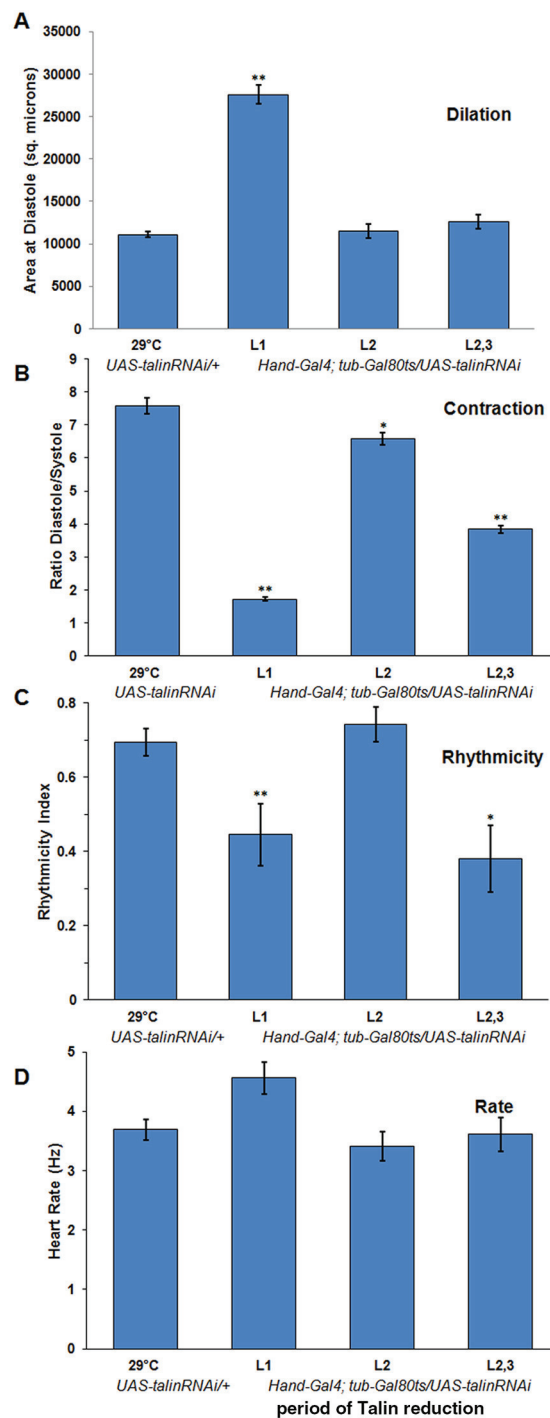 A
Area at Diastole (sq. microns)
35000
30000
25000
20000
15000
10000
5000
0
**
Dilation
29°C L1 L2 L2,3
UAS-talinRNAi/+ Hand-Gal4; tub-Gal80ts/UAS-talinRNAi
B
Ratio Diastole/Systole
9
8
7
6
5
4
3
2
1
0
Contraction
*
**
**
29°C L1 L2 L2,3
UAS-talinRNAi Hand-Gal4; tub-Gal80ts/UAS-talinRNAi
C
Rhythmicity Index
0.8
0.6
0.4
0.2
0
Rhythmicity
**
*
29°C L1 L2 L2,3
UAS-talinRNAi/+ Hand-Gal4; tub-Gal80ts/UAS-talinRNAi
D
Heart Rate (Hz)
5
4
3
2
1
0
Rate
29°C L1 L2 L2,3
UAS-talinRNAi/+ Hand-Gal4; tub-Gal80ts/UAS-talinRNAi
period of Talin reduction